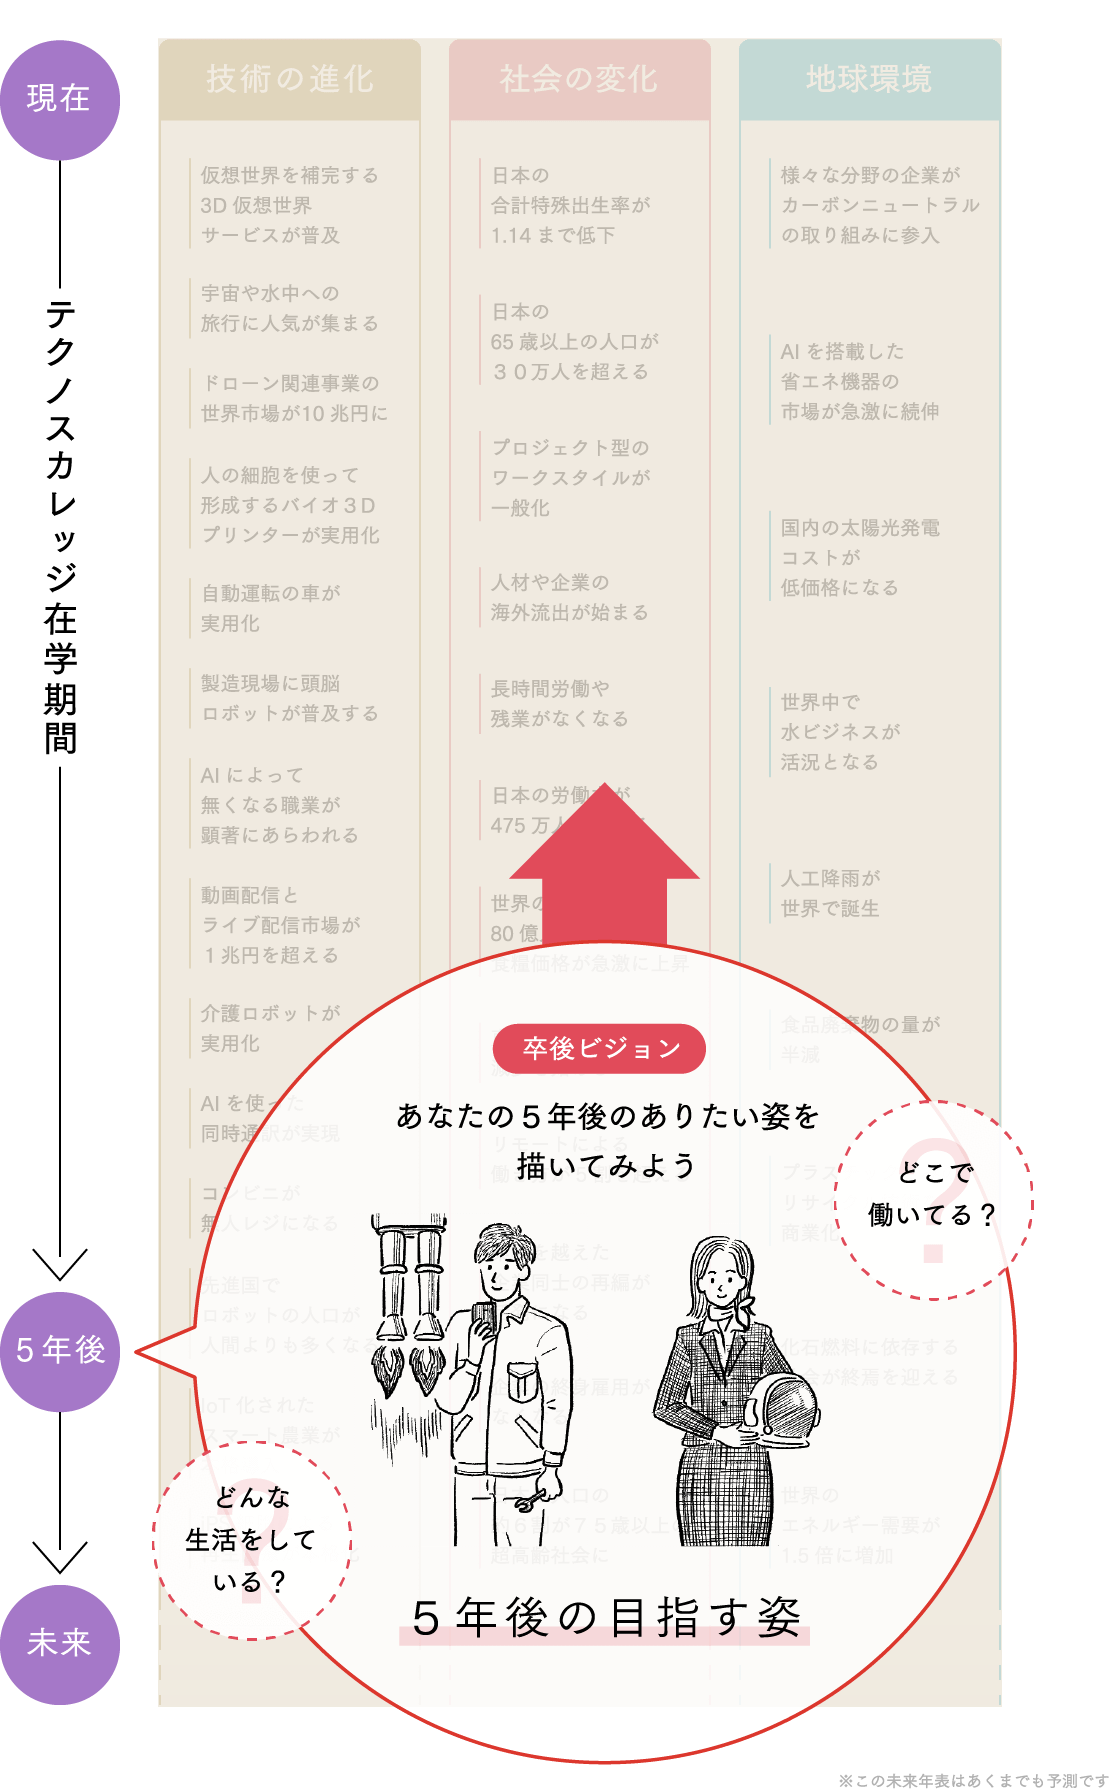 現在
テクノスカレッジ在学期間
5年後
未来
技術の進化
仮想世界を補完する
3D 仮想世界
サービスが普及
宇宙や水中への
旅行に人気が集まる
ドローン関連事業の
世界市場が10 兆円に
人の細胞を使って
形成するバイオ３D
プリンターが実用化
自動運転の車が
実用化
製造現場に頭脳
ロボットが普及する
AI によって
無くなる職業が
顕著にあらわれる
動画配信と
ライブ配信市場が
１兆円を超える
介護ロボットが
実用化
AI を使った
同時通訳が実現
コンビニが
無人レジになる
先進国で
ロボットの人口が
人間よりも多くなる
IoT 化された
スマート農業が
社会の変化
日本の
合計特殊出生率が
1.14 まで低下
日本の
65 歳以上の人口が
３０万人を超える
プロジェクト型の
ワークスタイルが
一般化
人材や企業の
海外流出が始まる
長時間労働や
残業がなくなる
日本の労働 が
475 万人
世界の
80 億
食糧価格が急激に上昇
リモートによる
を越えた
同士の再編が
なる
の終身雇用が
人口の
約６割が７５歳以上
超高齢社会に
地球環境
様々な分野の企業が
カーボンニュートラル
の取り組みに参入
AI を搭載した
省エネ機器の
市場が急激に続伸
国内の太陽光発電
コストが
低価格になる
世界中で
水ビジネスが
活況となる
人工降雨が
世界で誕生
食品廃棄物の量が
半減
プラス
リサイ
商業化
化石燃料に依存する
会が終焉を迎える
世界の
エネルギー需要が
1.5 倍に増加
卒後ビジョン
あなたの５年後のありたい姿を
描いてみよう
どこで
働いてる？
どんな
生活をして
いる？
５年後の目指す姿
※この未来年表はあくまでも予測です